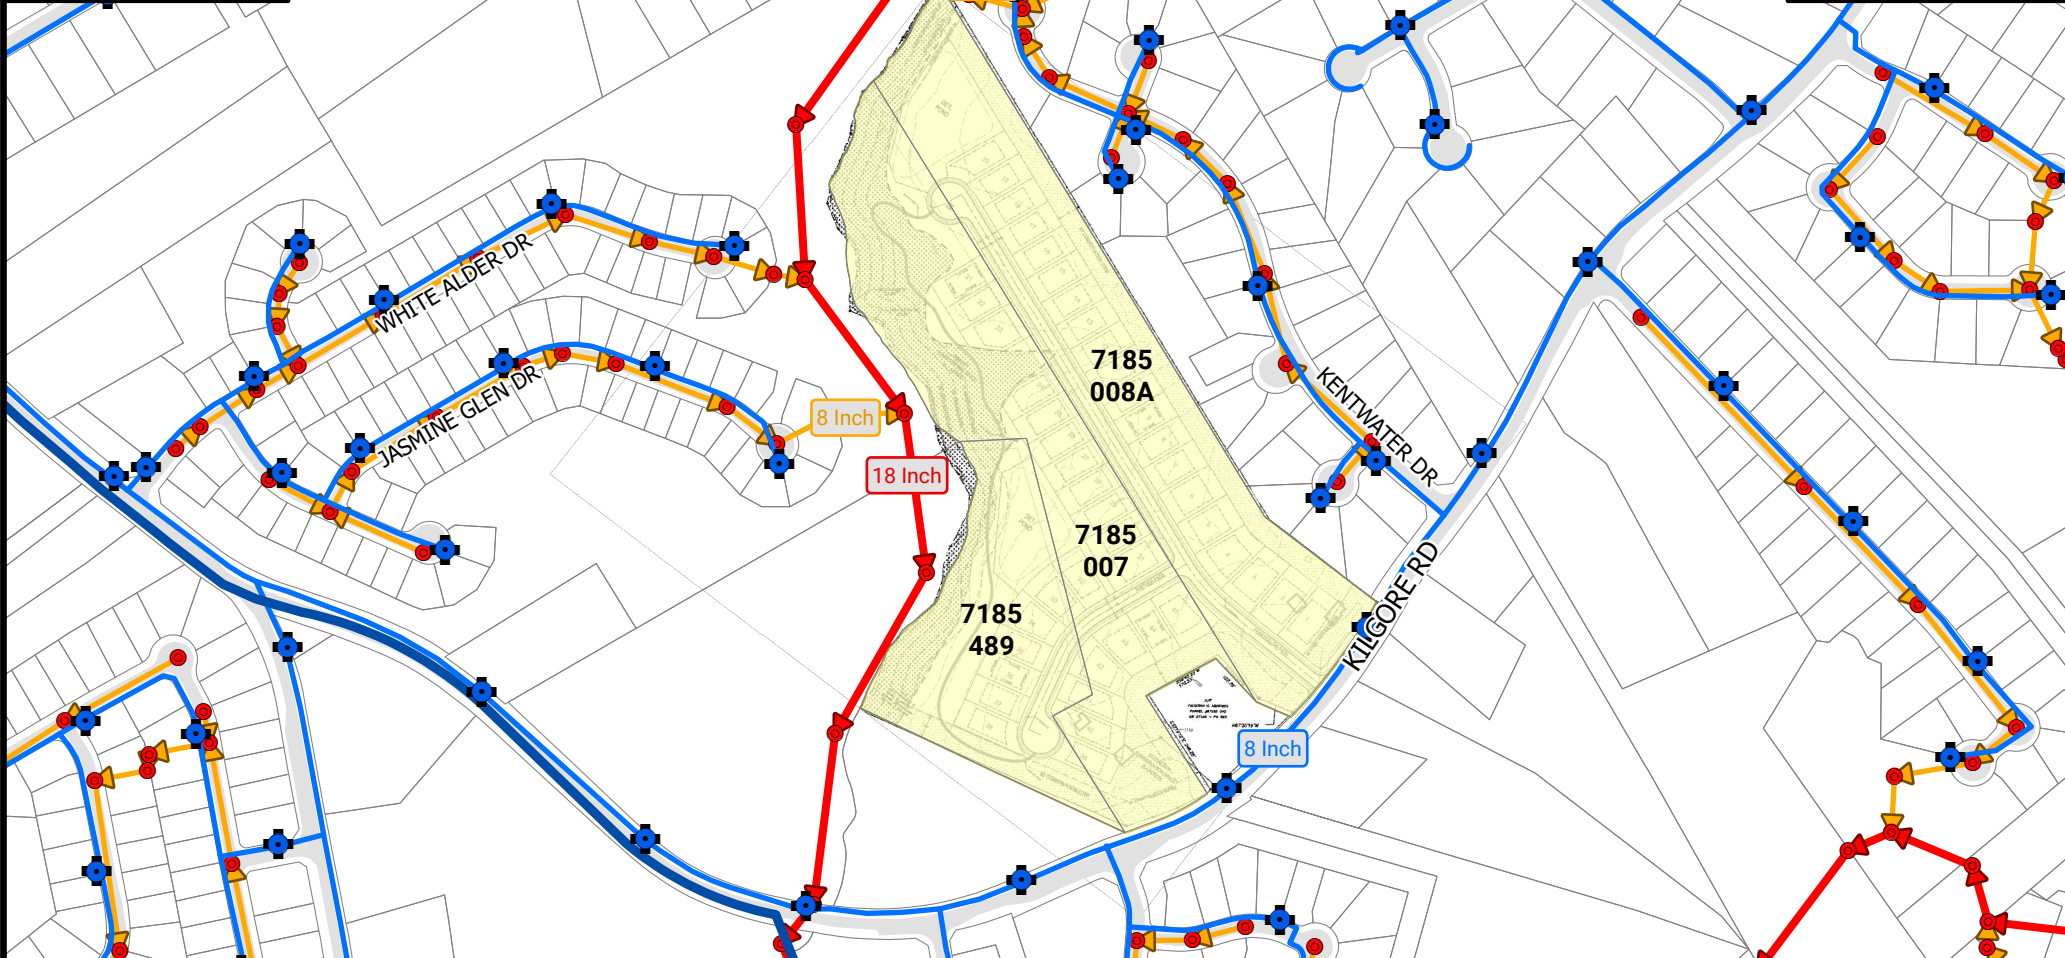 WHITE ALDER DR
JASMINE GLEN DR
8 Inch
18 Inch
7185
008A
7185
007
7185
489
KENTWATER DR
KILGORE RD
8 Inch